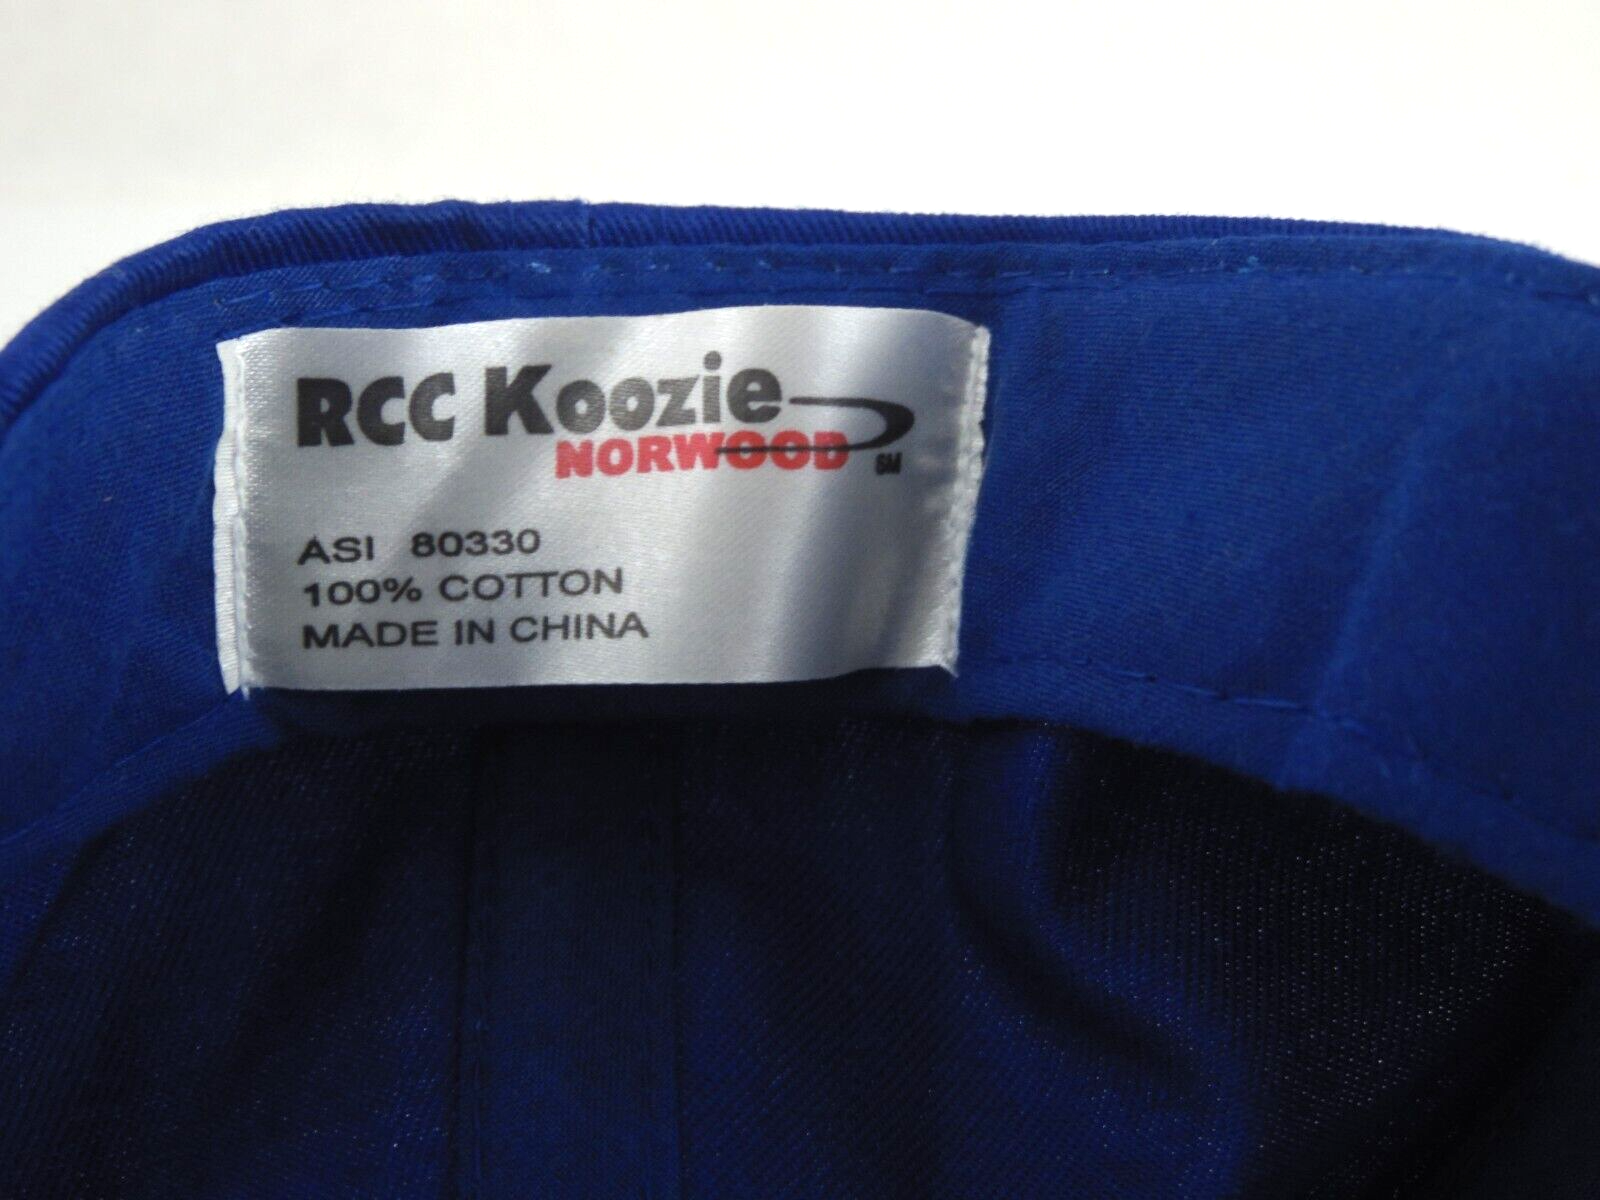 RCC Koozie
NORWOOD SM
ASI 80330
100% COTTON
MADE IN CHINA